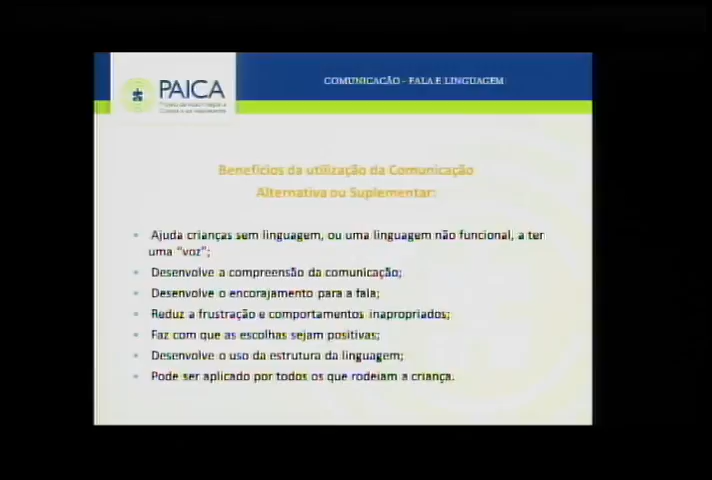 PAICA
COMUNICAÇÃO - FALA E LINGUAGEM
Benefícios da utilização da Comunicação
Alternativa ou Suplementar:
Ajuda crianças sem linguagem, ou uma linguagem não funcional, a ter
uma "voz";
Desenvolve a compreensão da comunicação;
Desenvolve o encorajamento para a fala;
Reduz a frustração e comportamentos inapropriados;
Faz com que as escolhas sejam positivas;
Desenvolve o uso da estrutura da linguagem;
Pode ser aplicado por todos os que rodeiam a criança.